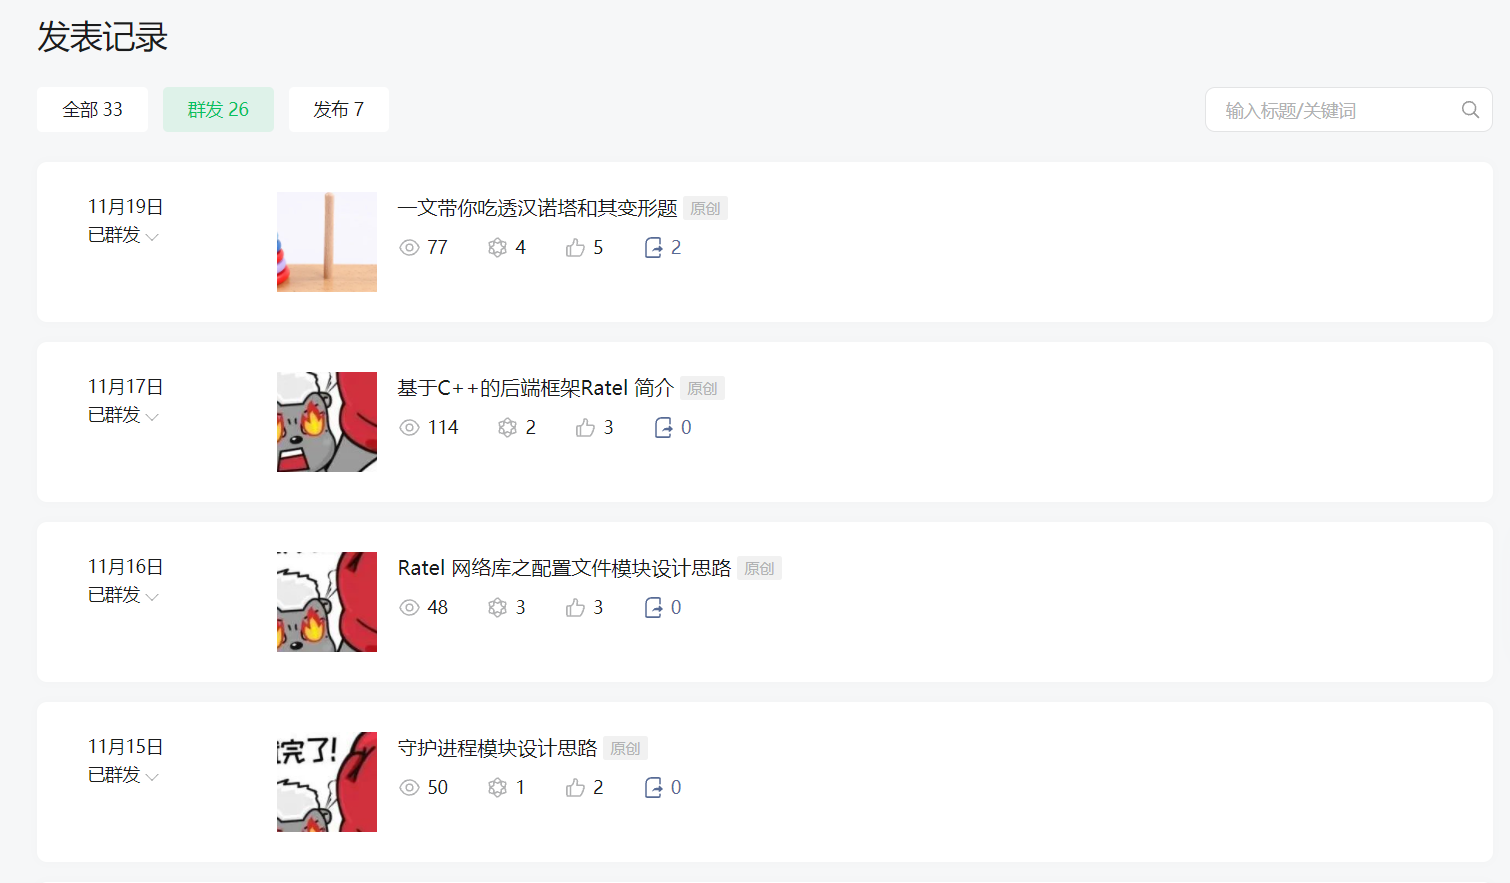 发表记录
全部 33 群发 26 发布 7 输入标题/关键词
11月19日
已群发
一文带你吃透汉诺塔和其变形题 原创
77 4 5 2
11月17日
已群发
基于C++的后端框架Ratel 简介 原创
114 2 3 0
11月16日
已群发
Ratel 网络库之配置文件模块设计思路 原创
48 3 3 0
11月15日
已群发
完了!
守护进程模块设计思路 原创
50 1 2 0